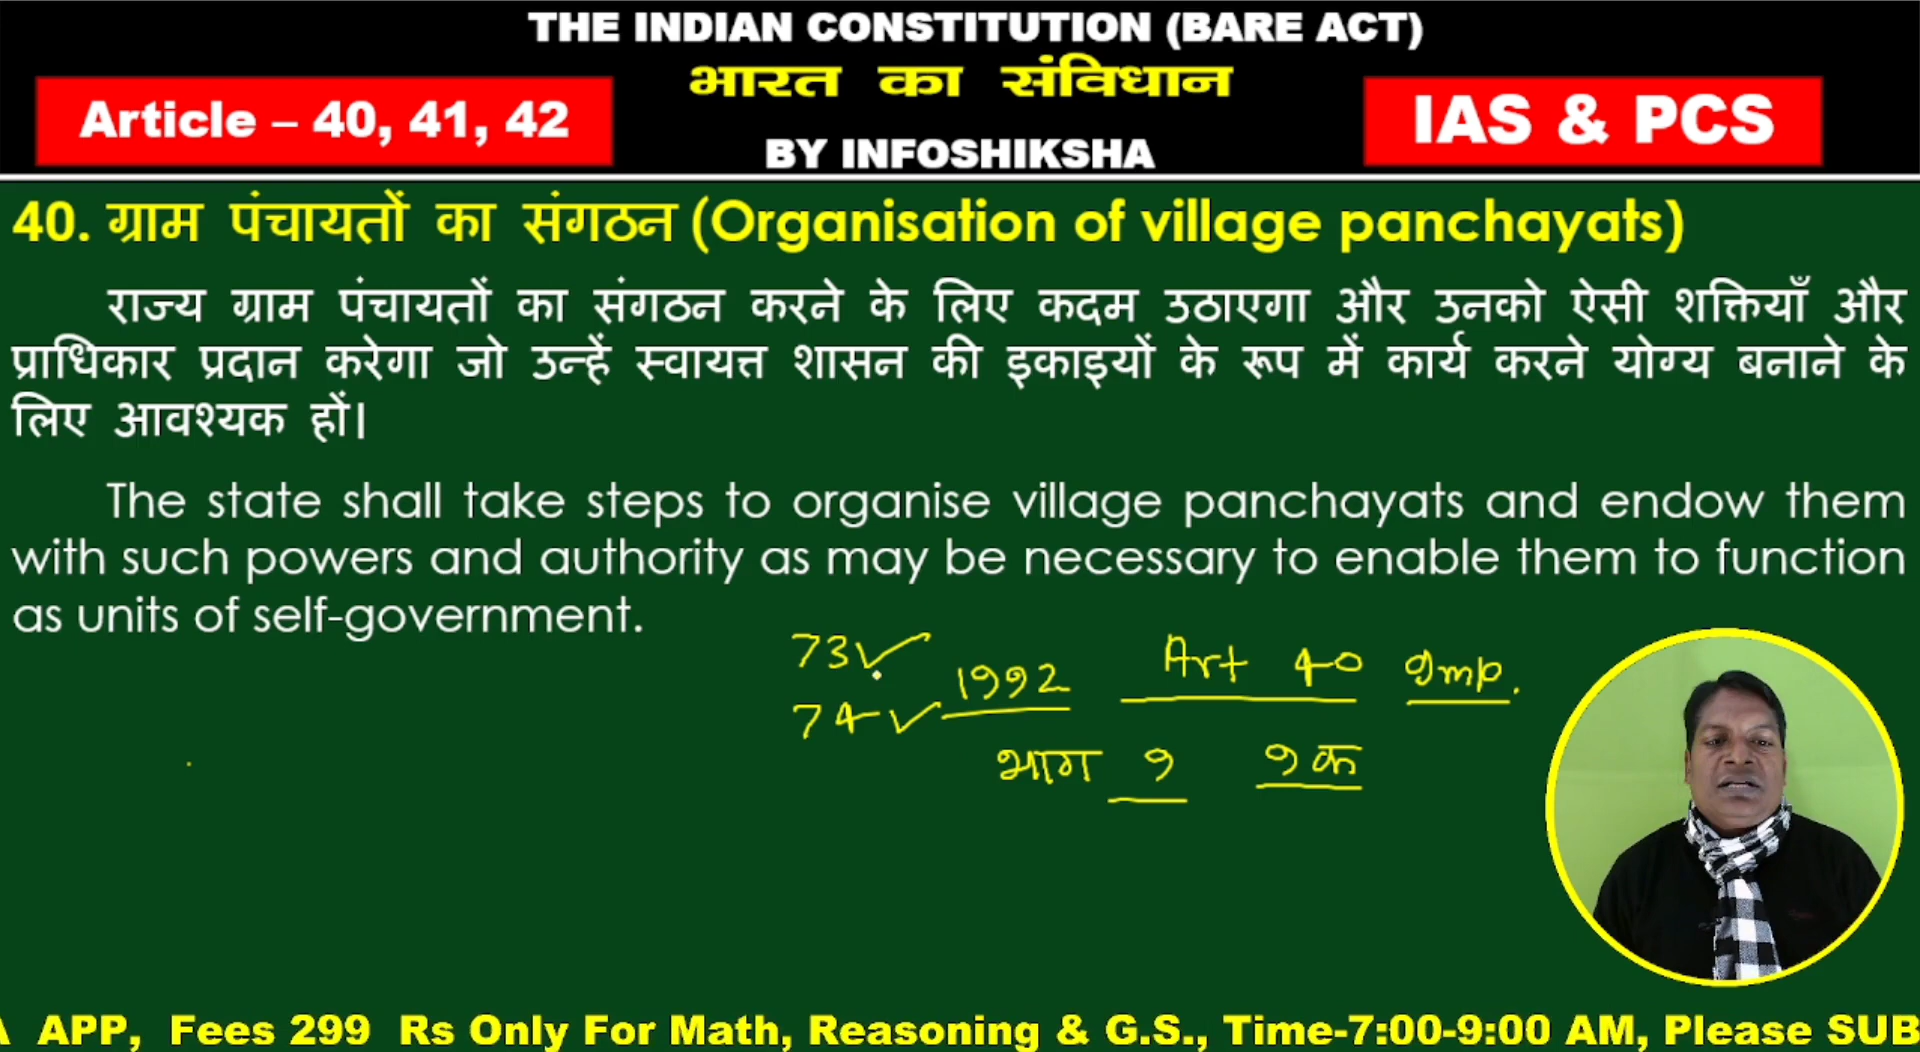 THE INDIAN CONSTITUTION (BARE ACT)
भारत का संविधान
BY INFOSHIKSHA
Article – 40, 41, 42
IAS & PCS
40. ग्राम पंचायतों का संगठन (Organisation of village panchayats)
राज्य ग्राम पंचायतों का संगठन करने के लिए कदम उठाएगा और उनको ऐसी शक्तियाँ और
प्राधिकार प्रदान करेगा जो उन्हें स्वायत्त शासन की इकाइयों के रूप में कार्य करने योग्य बनाने के
लिए आवश्यक हों।
The state shall take steps to organise village panchayats and endow them
with such powers and authority as may be necessary to enable them to function
as units of self-government.
73✓
74✓ 1992
Art 40 Imp.
भाग 9 9क
APP, Fees 299 Rs Only For Math, Reasoning & G.S., Time-7:00-9:00 AM, Please SUB